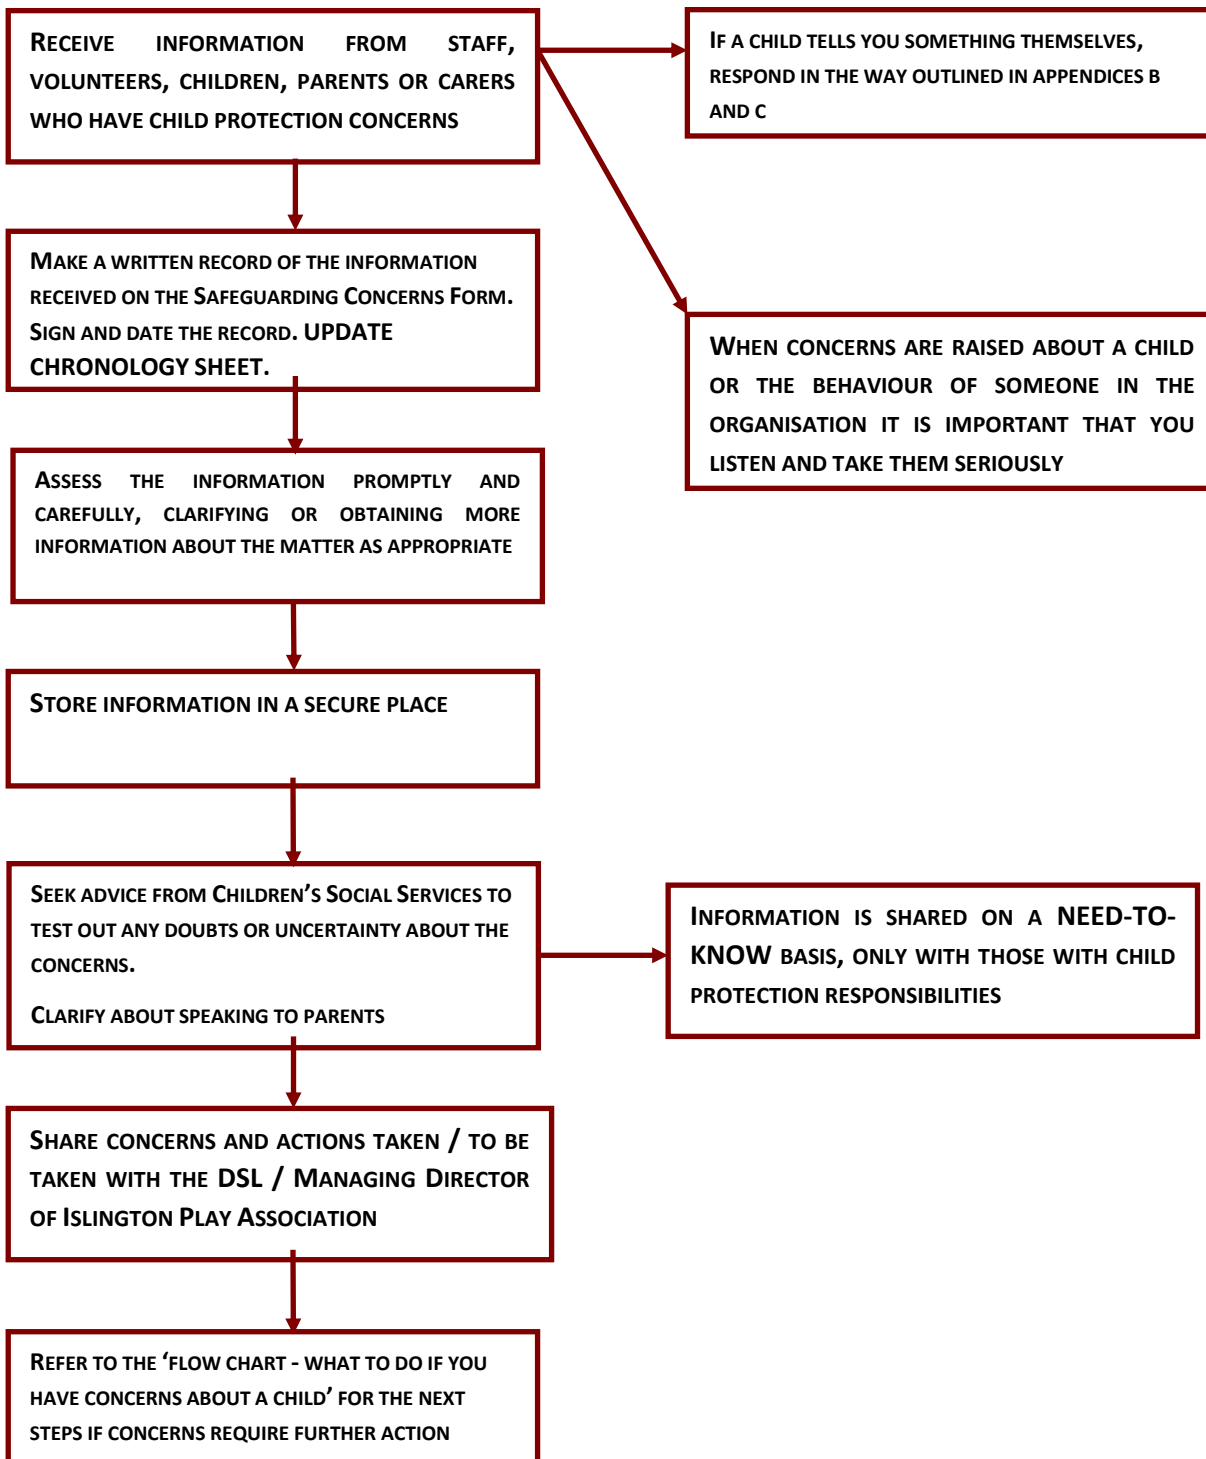 RECEIVE INFORMATION FROM STAFF,
VOLUNTEERS, CHILDREN, PARENTS OR CARERS
WHO HAVE CHILD PROTECTION CONCERNS
IF A CHILD TELLS YOU SOMETHING THEMSELVES,
RESPOND IN THE WAY OUTLINED IN APPENDICES B
AND C
MAKE A WRITTEN RECORD OF THE INFORMATION
RECEIVED ON THE SAFEGUARDING CONCERNS FORM.
SIGN AND DATE THE RECORD. UPDATE
CHRONOLOGY SHEET.
WHEN CONCERNS ARE RAISED ABOUT A CHILD
OR THE BEHAVIOUR OF SOMEONE IN THE
ORGANISATION IT IS IMPORTANT THAT YOU
LISTEN AND TAKE THEM SERIOUSLY
ASSESS THE INFORMATION PROMPTLY AND
CAREFULLY, CLARIFYING OR OBTAINING MORE
INFORMATION ABOUT THE MATTER AS APPROPRIATE
STORE INFORMATION IN A SECURE PLACE
SEEK ADVICE FROM CHILDREN'S SOCIAL SERVICES TO
TEST OUT ANY DOUBTS OR UNCERTAINTY ABOUT THE
CONCERNS.
CLARIFY ABOUT SPEAKING TO PARENTS
INFORMATION IS SHARED ON A NEED-TO-
KNOW BASIS, ONLY WITH THOSE WITH CHILD
PROTECTION RESPONSIBILITIES
SHARE CONCERNS AND ACTIONS TAKEN / TO BE
TAKEN WITH THE DSL / MANAGING DIRECTOR
OF ISLINGTON PLAY ASSOCIATION
REFER TO THE 'FLOW CHART - WHAT TO DO IF YOU
HAVE CONCERNS ABOUT A CHILD' FOR THE NEXT
STEPS IF CONCERNS REQUIRE FURTHER ACTION